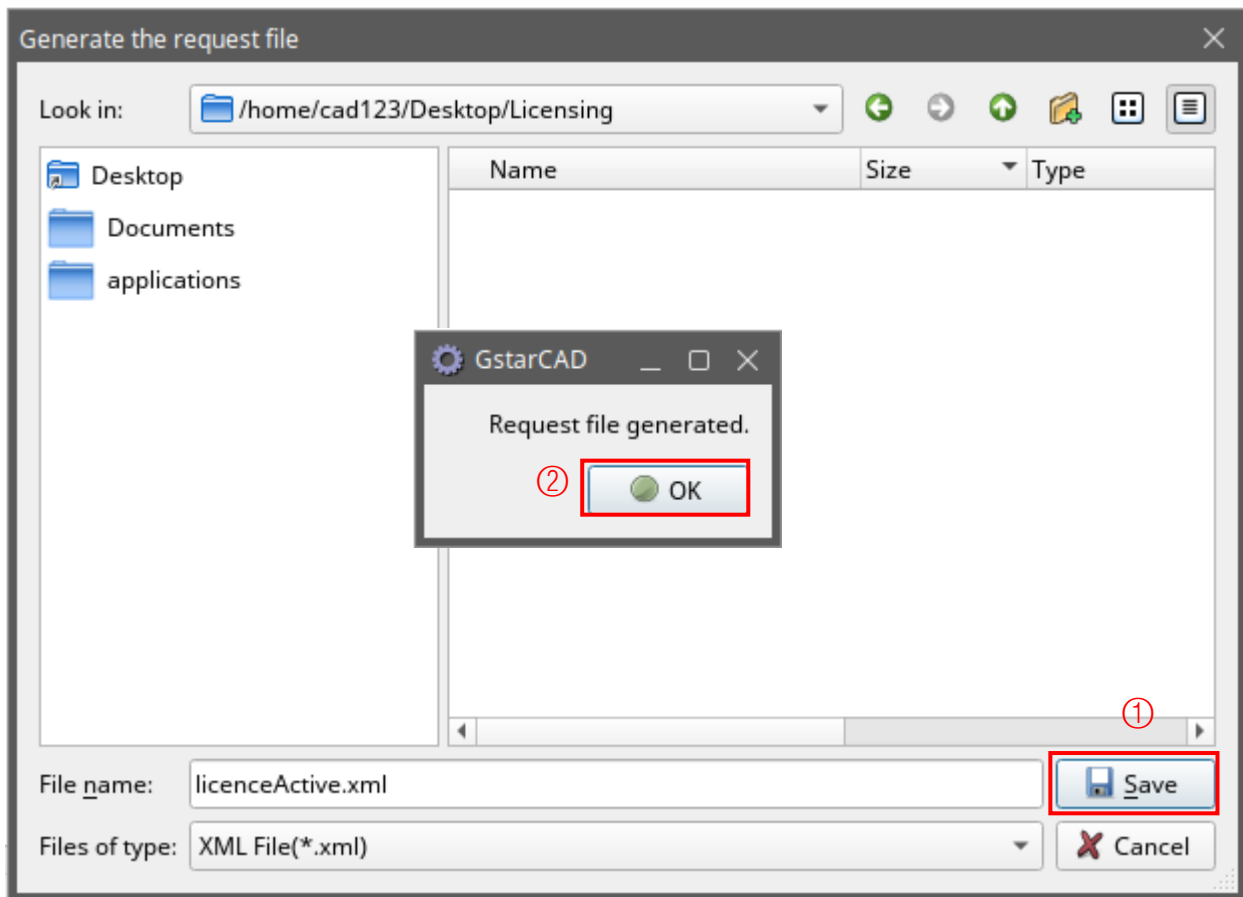 Generate the request file
Look in: /home/cad123/Desktop/Licensing
Name Size Type
Desktop
Documents
applications
GstarCAD
Request file generated.
② OK
①
File name: licenceActive.xml Save
Files of type: XML File(*.xml) Cancel